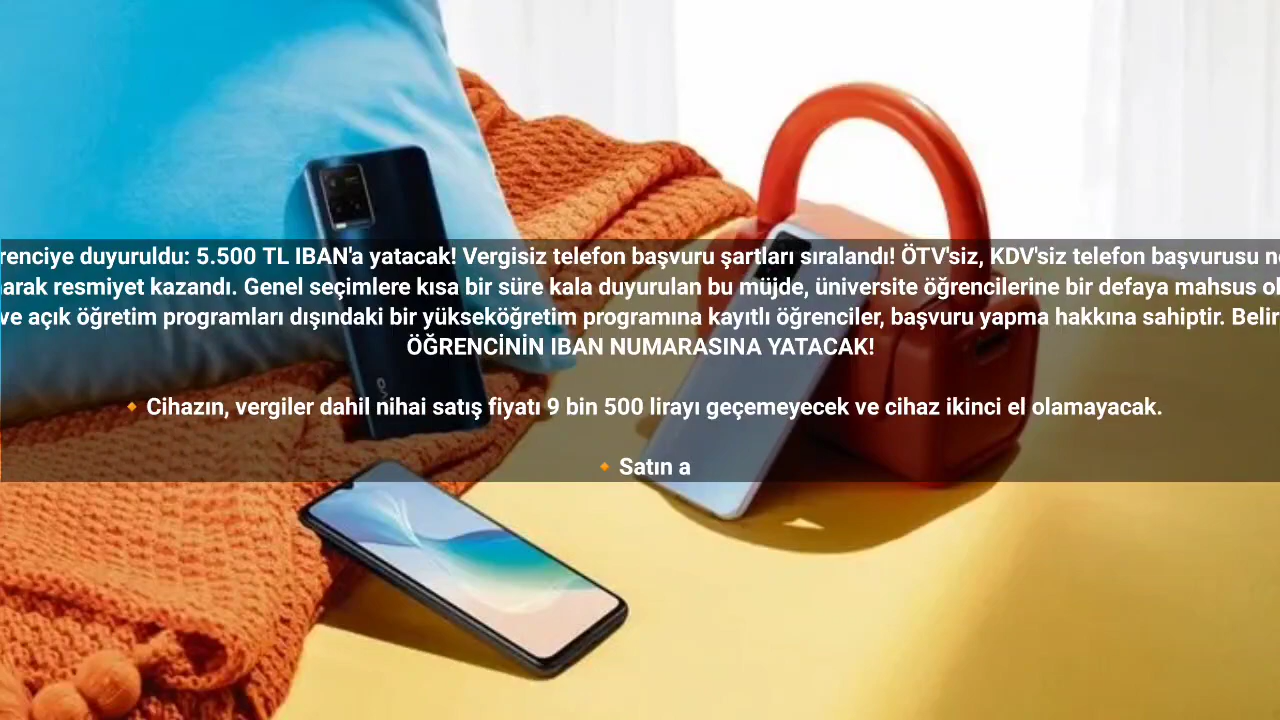 renciye duyuruldu: 5.500 TL IBAN'a yatacak! Vergisiz telefon başvuru şartları sıralandı! ÖTV'siz, KDV'siz telefon başvurusu n
arak resmiyet kazandı. Genel seçimlere kısa bir süre kala duyurulan bu müjde, üniversite öğrencilerine bir defaya mahsus ol
ve açık öğretim programları dışındaki bir yükseköğretim programına kayıtlı öğrenciler, başvuru yapma hakkına sahiptir. Belir
ÖĞRENCİNİN IBAN NUMARASINA YATACAK!
🔸Cihazın, vergiler dahil nihai satış fiyatı 9 bin 500 lirayı geçemeyecek ve cihaz ikinci el olamayacak.
🔸Satın a